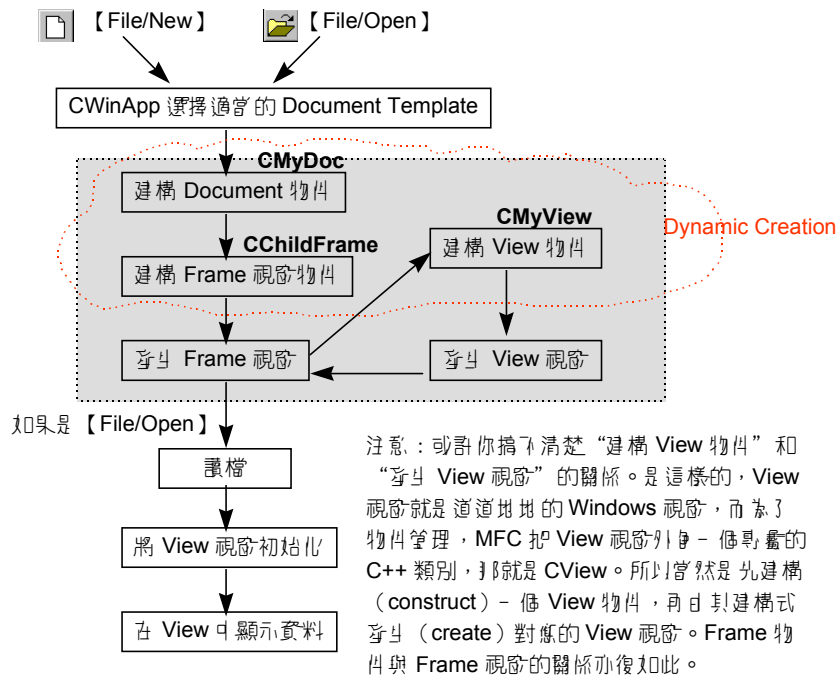 【File/New】 【File/Open】
CWinApp 選擇適當的 Document Template
CMyDoc
建構 Document 物件
CMyView
Dynamic Creation
CChildFrame
建構 View 物件
建構 Frame 視窗物件
產生 Frame 視窗
產生 View 視窗
如果是【File/Open】
讀檔
將 View 視窗初始化
在 View 中顯示資料
注意：或許你搞不清楚“建構 View 物件”和
“產生 View 視窗”的關係。是這樣的，View
視窗就是道道地地的 Windows 視窗，而為了
物件管理，MFC 把 View 視窗外包一個專屬的
C++ 類別，那就是 CView。所以當然是先建構
（construct）一個 View 物件，再由其建構式
產生（create）對應的 View 視窗。Frame 物
件與 Frame 視窗的關係亦復如此。